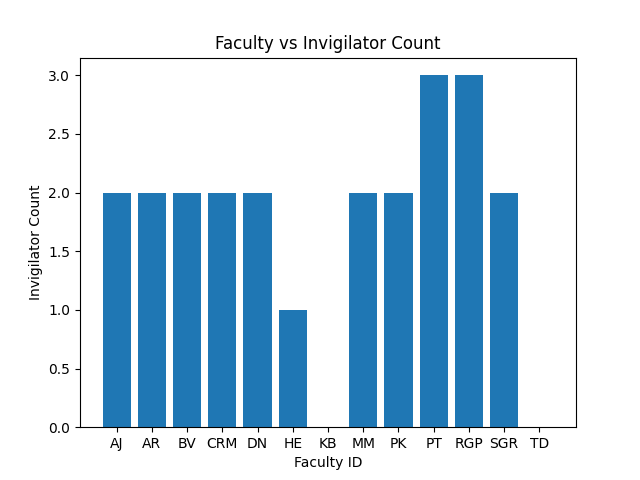 Faculty vs Invigilator Count
3.0
2.5
2.0
1.5
1.0
0.5
0.0
Invigilator Count
AJ AR BV CRM DN HE KB MM PK PT RGP SGR TD
Faculty ID